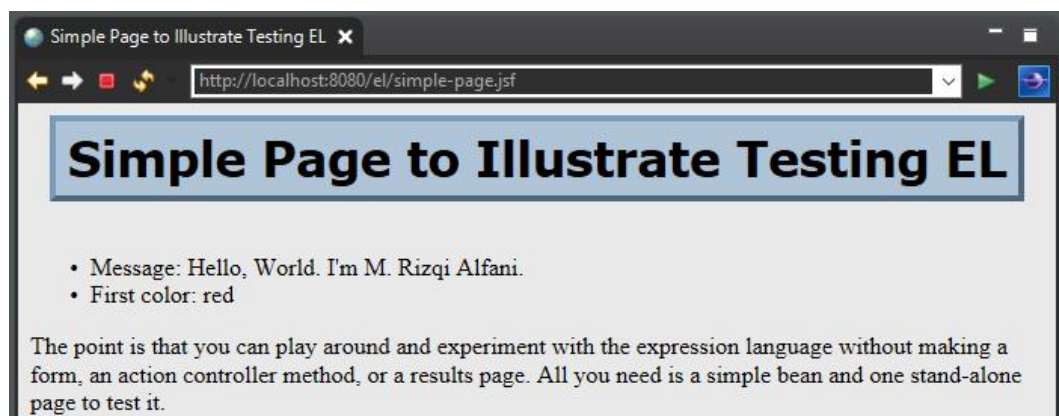 Simple Page to Illustrate Testing EL
http://localhost:8080/el/simple-page.jsf
Simple Page to Illustrate Testing EL
• Message: Hello, World. I'm M. Rizqi Alfani.
• First color: red
The point is that you can play around and experiment with the expression language without making a
form, an action controller method, or a results page. All you need is a simple bean and one stand-alone
page to test it.